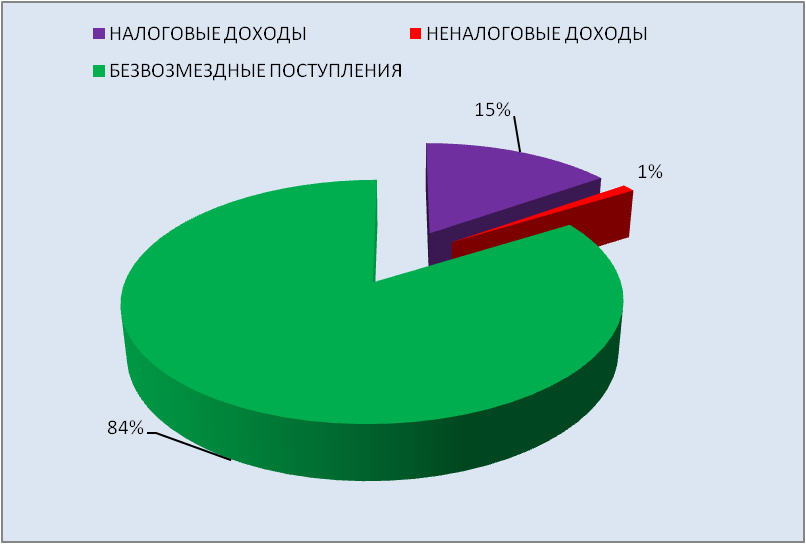 НАЛОГОВЫЕ ДОХОДЫ
НЕНАЛОГОВЫЕ ДОХОДЫ
БЕЗВОЗМЕЗДНЫЕ ПОСТУПЛЕНИЯ
15%
1%
84%